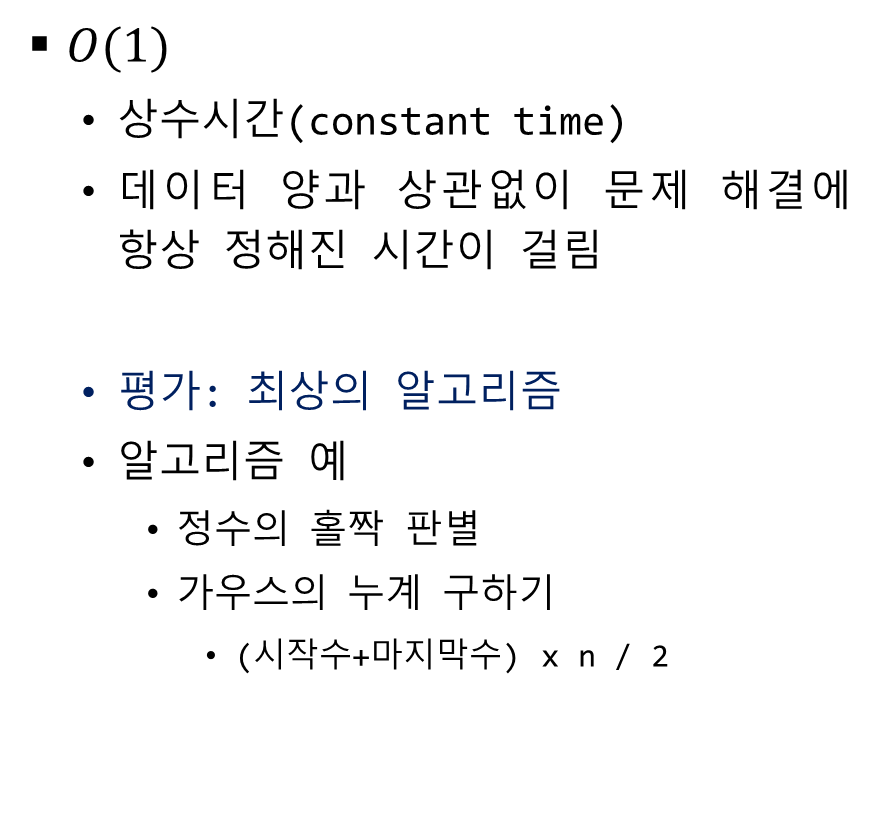 ▪ O(1)
• 상수시간(constant time)
• 데이터 양과 상관없이 문제 해결에
항상 정해진 시간이 걸림
• 평가: 최상의 알고리즘
• 알고리즘 예
• 정수의 홀짝 판별
• 가우스의 누계 구하기
• (시작수+마지막수) x n / 2